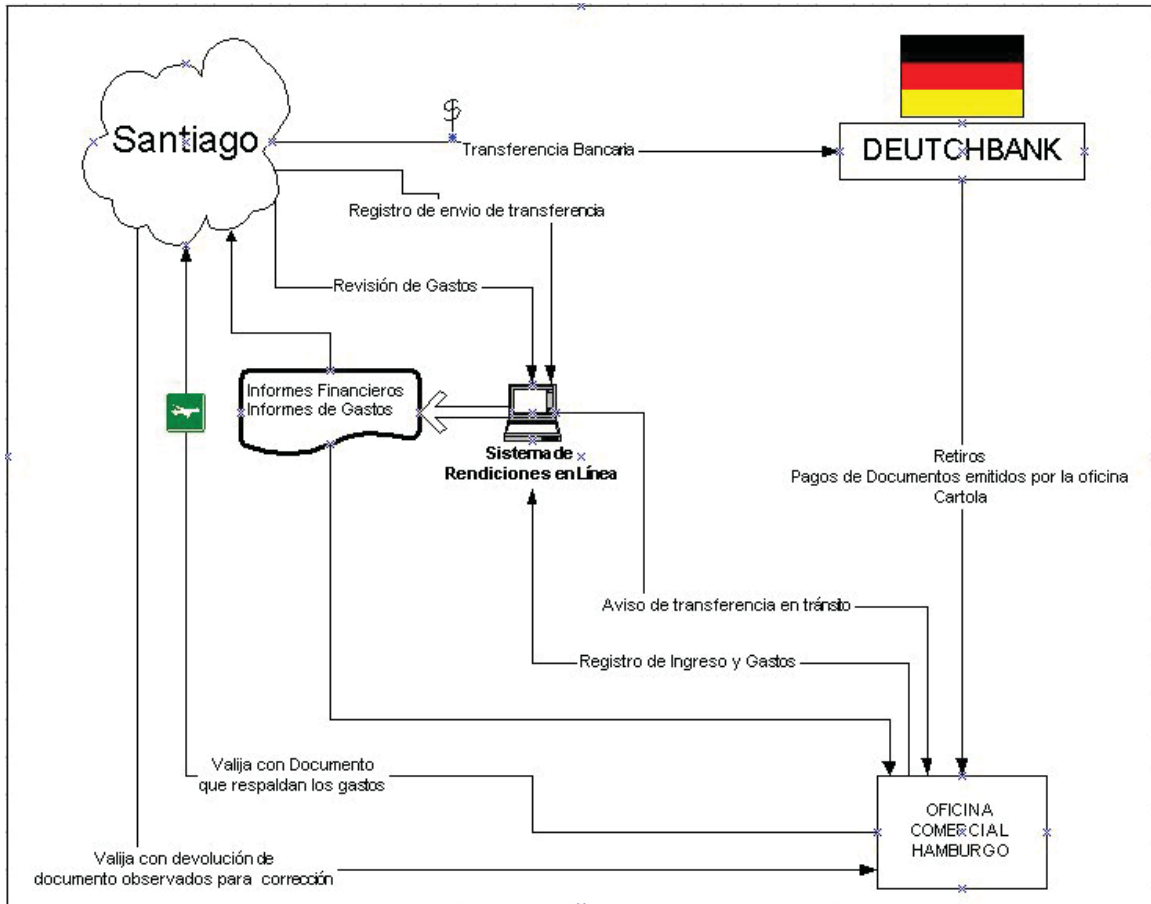 $
Santiago
DEUTCHBANK
Transferencia Bancaria
Registro de envio de transferencia
Revisión de Gastos
Informes Financieros
Informes de Gastos
Sistema de
Rendiciones en Línea
Retiros
Pagos de Documentos emitidos por la oficina
Cartola
Aviso de transferencia en tránsito
Registro de Ingreso y Gastos
Valija con Documento
que respaldan los gastos
OFICINA
COMERCIAL
HAMBURGO
Valija con devolución de
documento observados para corrección